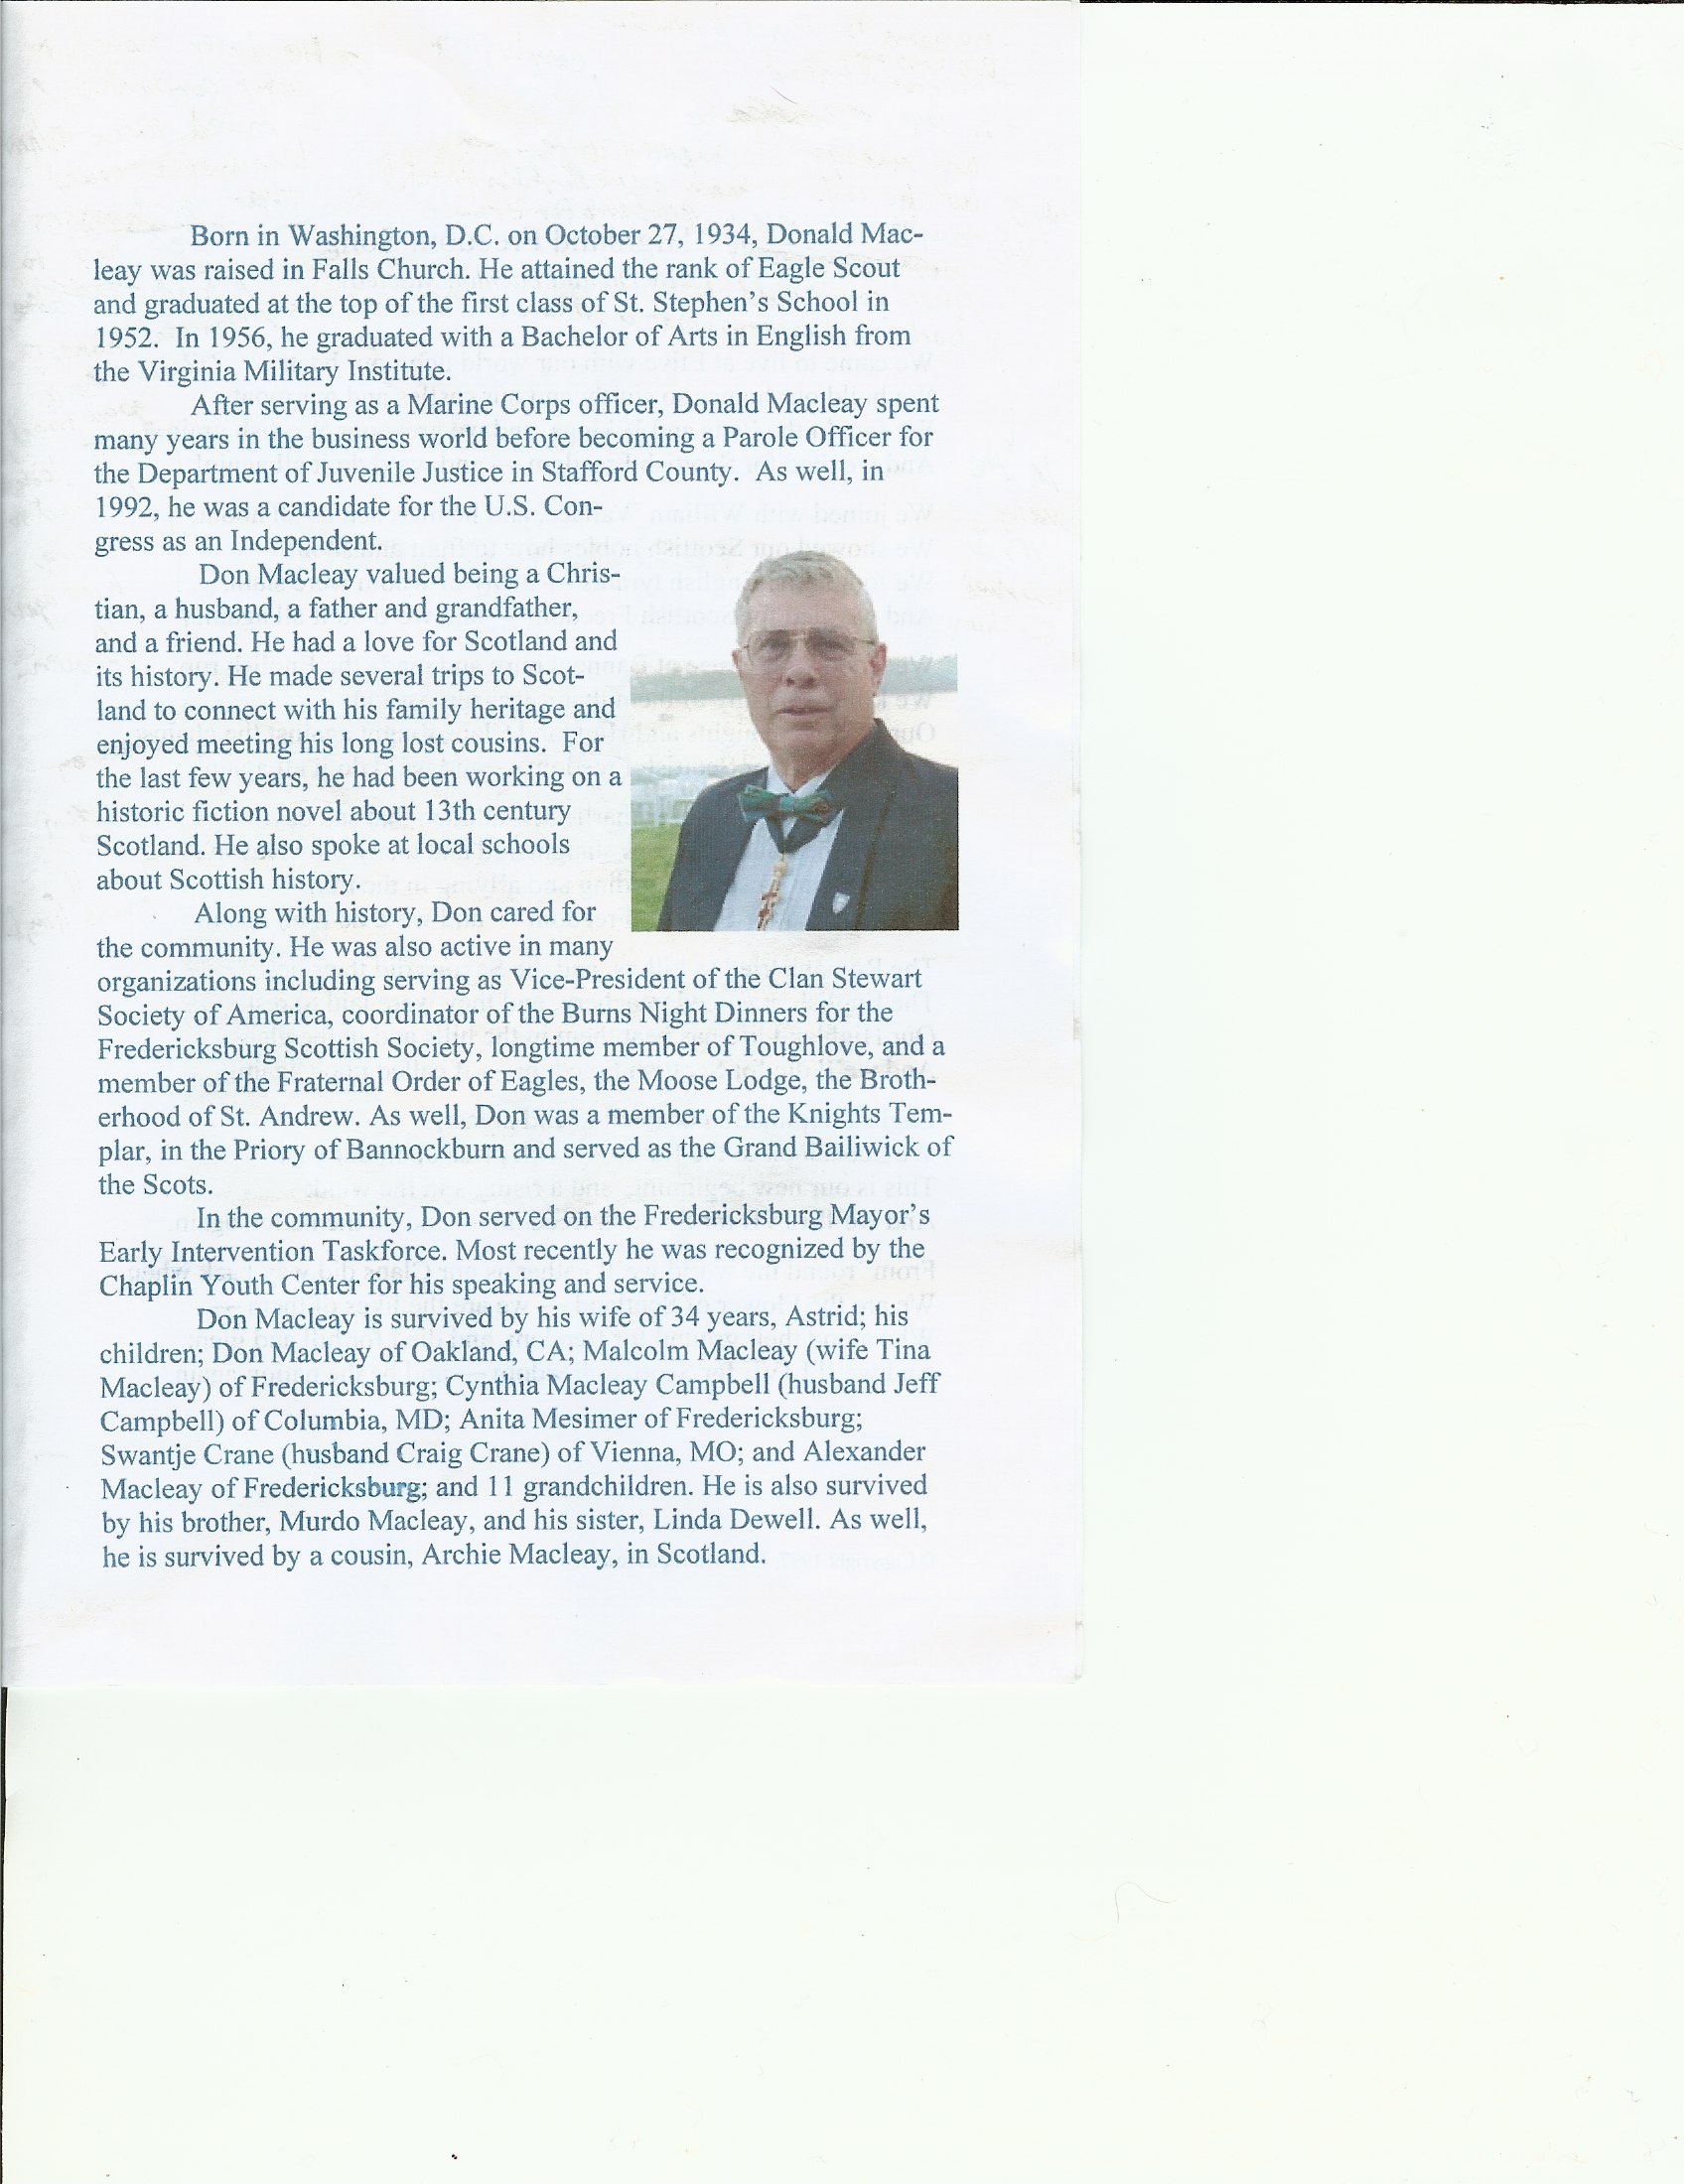 Born in Washington, D.C. on October 27, 1934, Donald Mac-
leay was raised in Falls Church. He attained the rank of Eagle Scout
and graduated at the top of the first class of St. Stephen's School in
1952.  In 1956, he graduated with a Bachelor of Arts in English from
the Virginia Military Institute.
After serving as a Marine Corps officer, Donald Macleay spent
many years in the business world before becoming a Parole Officer for
the Department of Juvenile Justice in Stafford County.  As well, in
1992, he was a candidate for the U.S. Con-
gress as an Independent.
Don Macleay valued being a Chris-
tian, a husband, a father and grandfather,
and a friend. He had a love for Scotland and
its history. He made several trips to Scot-
land to connect with his family heritage and
enjoyed meeting his long lost cousins.  For
the last few years, he had been working on a
historic fiction novel about 13th century
Scotland. He also spoke at local schools
about Scottish history.
Along with history, Don cared for
the community. He was also active in many
organizations including serving as Vice-President of the Clan Stewart
Society of America, coordinator of the Burns Night Dinners for the
Fredericksburg Scottish Society, longtime member of Toughlove, and a
member of the Fraternal Order of Eagles, the Moose Lodge, the Broth-
erhood of St. Andrew. As well, Don was a member of the Knights Tem-
plar, in the Priory of Bannockburn and served as the Grand Bailiwick of
the Scots.
In the community, Don served on the Fredericksburg Mayor's
Early Intervention Taskforce. Most recently he was recognized by the
Chaplin Youth Center for his speaking and service.
Don Macleay is survived by his wife of 34 years, Astrid; his
children; Don Macleay of Oakland, CA; Malcolm Macleay (wife Tina
Macleay) of Fredericksburg; Cynthia Macleay Campbell (husband Jeff
Campbell) of Columbia, MD; Anita Mesimer of Fredericksburg;
Swantje Crane (husband Craig Crane) of Vienna, MO; and Alexander
Macleay of Fredericksburg; and 11 grandchildren. He is also survived
by his brother, Murdo Macleay, and his sister, Linda Dewell. As well,
he is survived by a cousin, Archie Macleay, in Scotland.